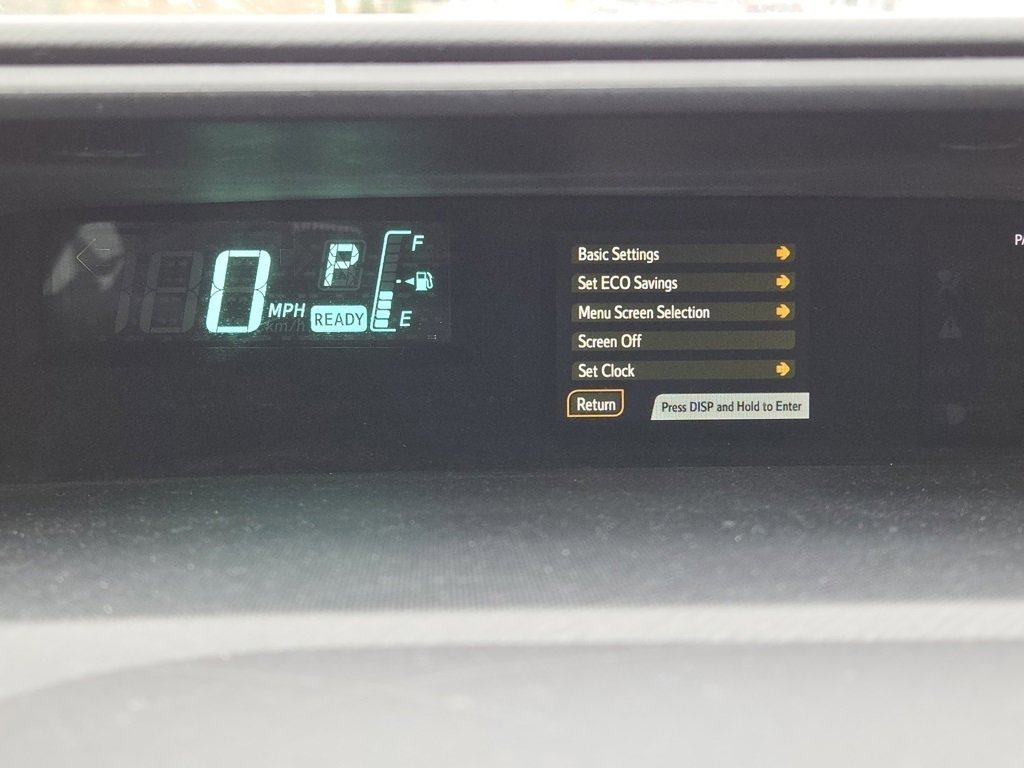 0 MPH
km/h
P
READY
F
E
Basic Settings
Set ECO Savings
Menu Screen Selection
Screen Off
Set Clock
Return
Press DISP and Hold to Enter